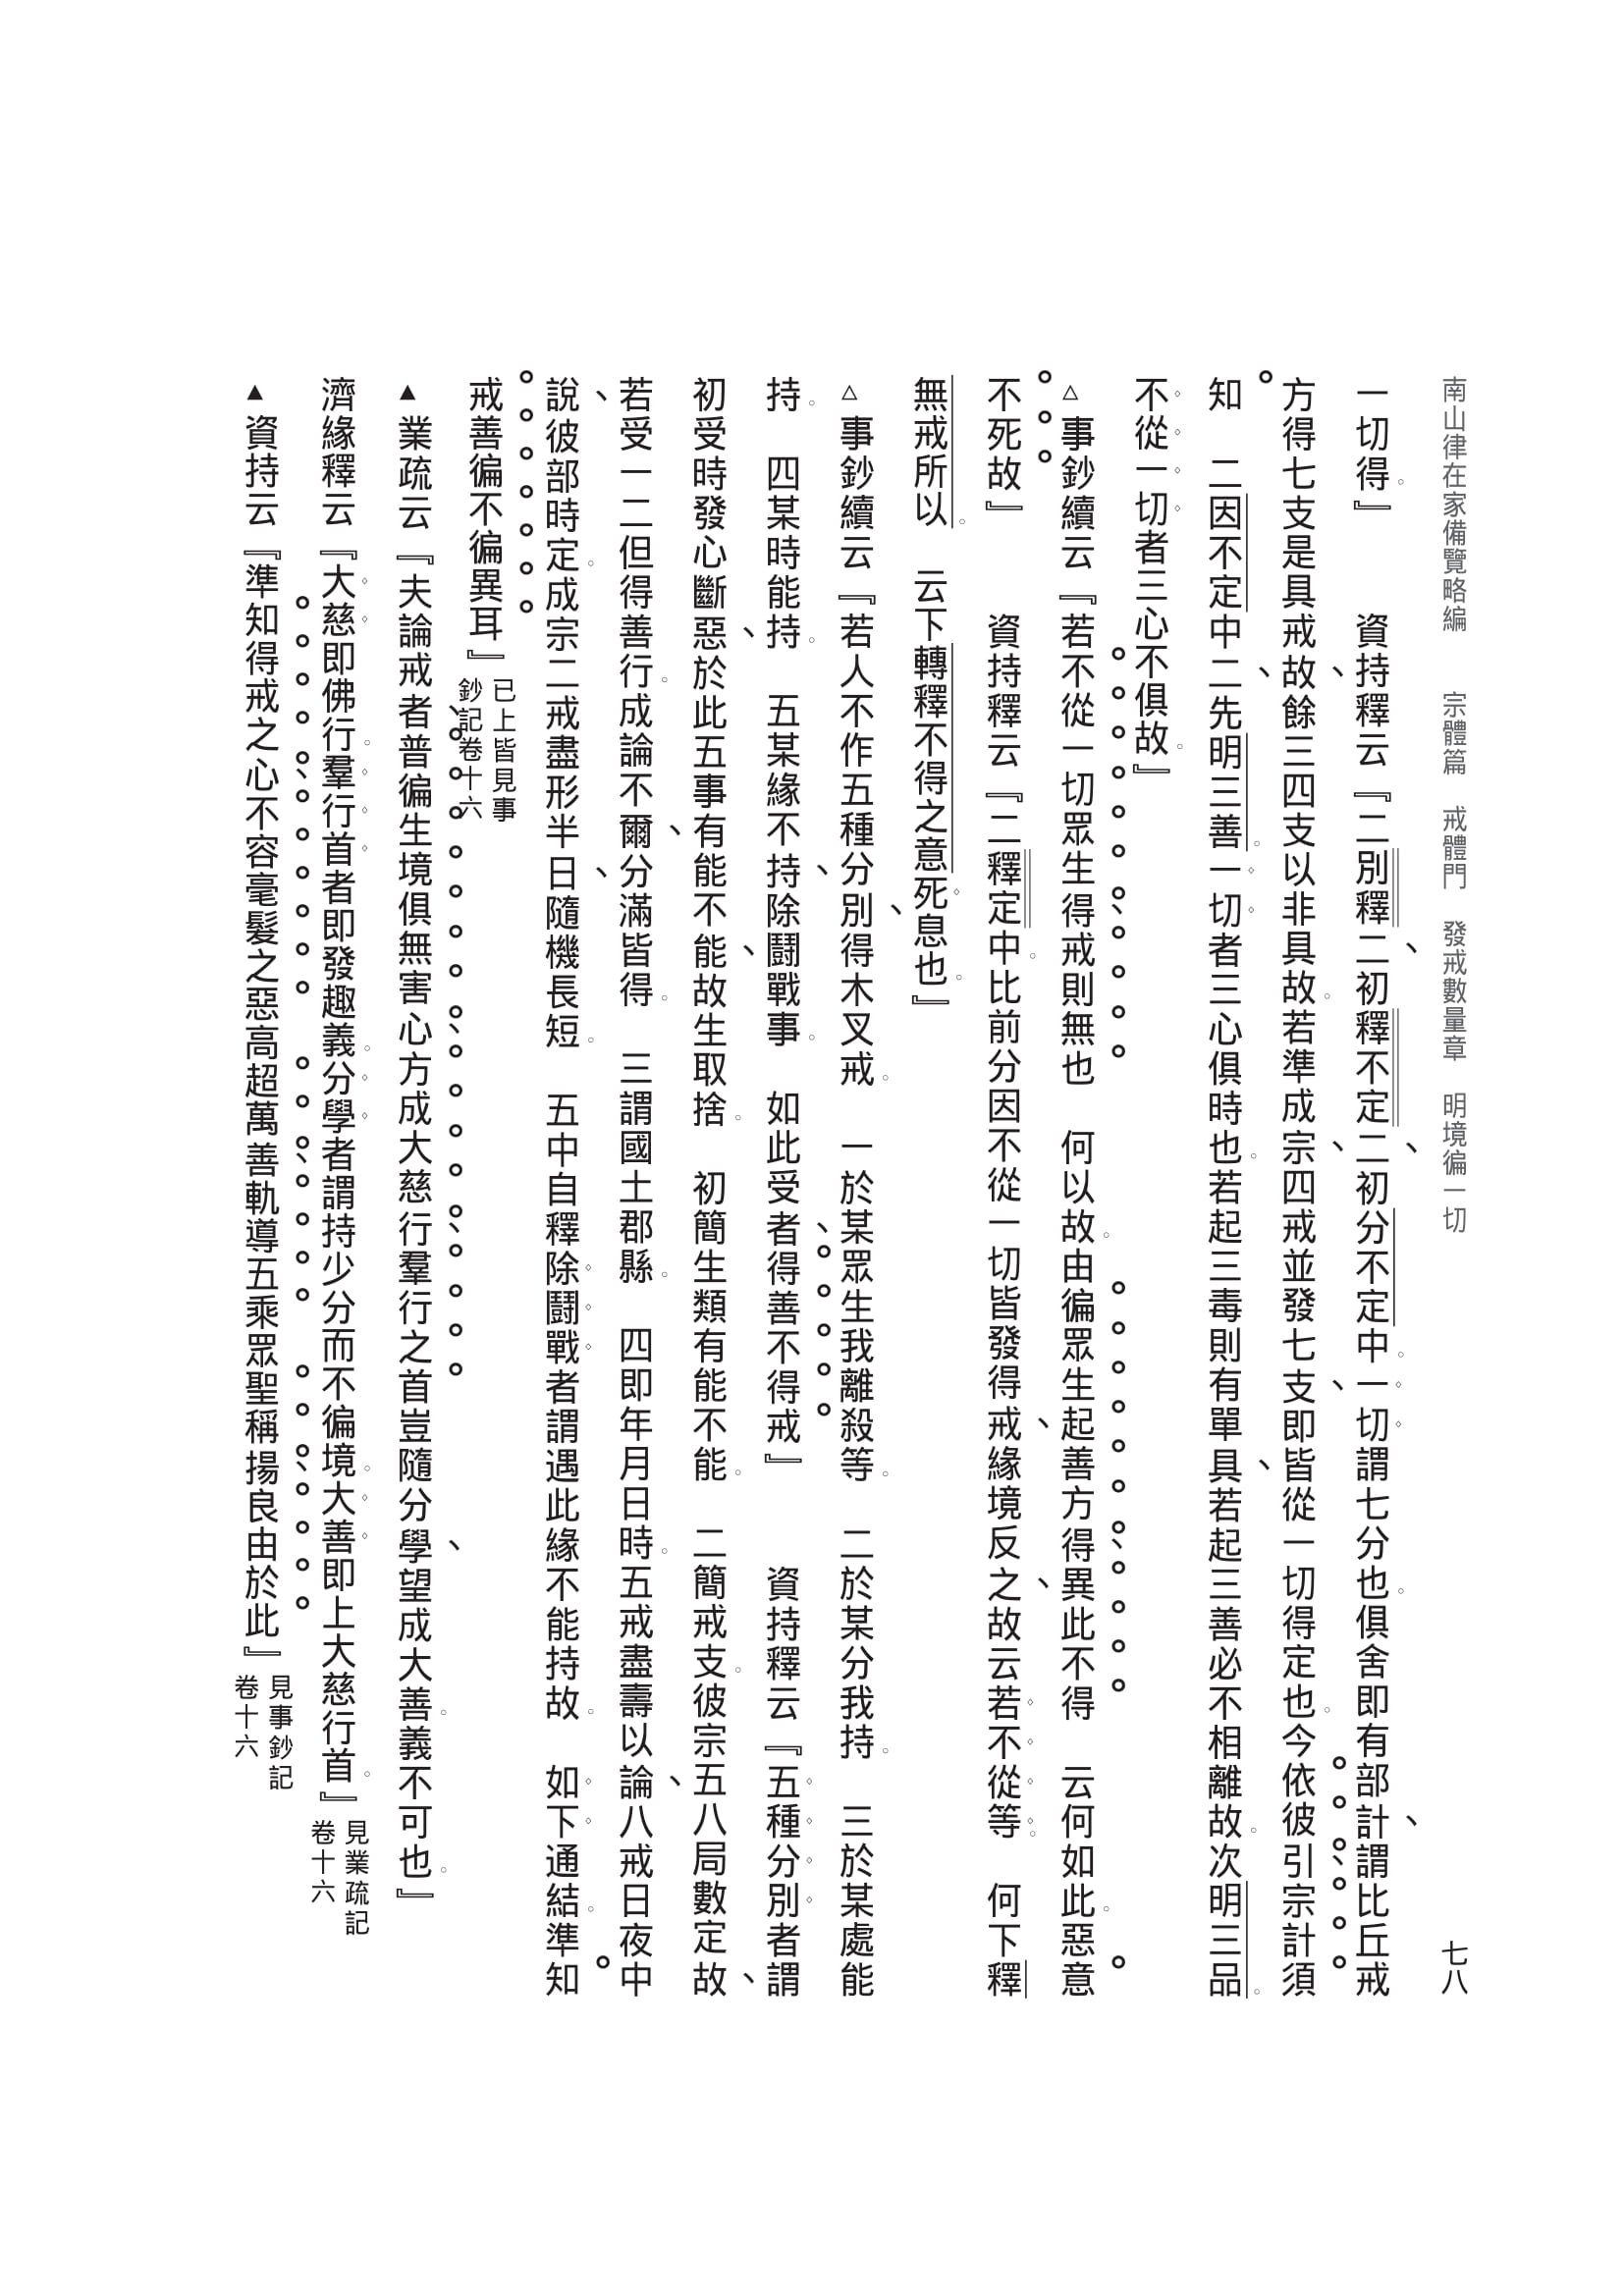 南山律在家備覽略編　　宗體篇　戒體門　發戒數量章　明境徧一切
七八
一切得』　　資持釋云『二別釋二初釋不定二初分不定中一切謂七分也俱舍即有部計謂比丘戒
方得七支是具戒故餘三四支以非具故若準成宗四戒並發七支即皆從一切得定也今依彼引宗計須
知　二因不定中二先明三善一切者三心俱時也若起三毒則有單具若起三善必不相離故次明三品
不從一切者三心不俱故』
△事鈔續云『若不從一切眾生得戒則無也　何以故由徧眾生起善方得異此不得　云何如此惡意
不死故』　　資持釋云『二釋定中比前分因不從一切皆發得戒緣境反之故云若不從等　何下釋
無戒所以　云下轉釋不得之意死息也』
△事鈔續云『若人不作五種分別得木叉戒　一於某眾生我離殺等　二於某分我持　三於某處能
持　四某時能持　五某緣不持除鬪戰事　如此受者得善不得戒』　　資持釋云『五種分別者謂
初受時發心斷惡於此五事有能不能故生取捨　初簡生類有能不能　二簡戒支彼宗五八局數定故
若受一二但得善行成論不爾分滿皆得　三謂國土郡縣　四即年月日時五戒盡壽以論八戒日夜中
說彼部時定成宗二戒盡形半日隨機長短　五中自釋除鬪戰者謂遇此緣不能持故　如下通結準知
戒善徧不徧異耳』已上皆見事鈔記卷十六
▲業疏云『夫論戒者普徧生境俱無害心方成大慈行羣行之首豈隨分學望成大善義不可也』
濟緣釋云『大慈即佛行羣行首者即發趣義分學者謂持少分而不徧境大善即上大慈行首』見業疏記卷十六
▲資持云『準知得戒之心不容毫髮之惡高超萬善軌導五乘眾聖稱揚良由於此』見事鈔記卷十六